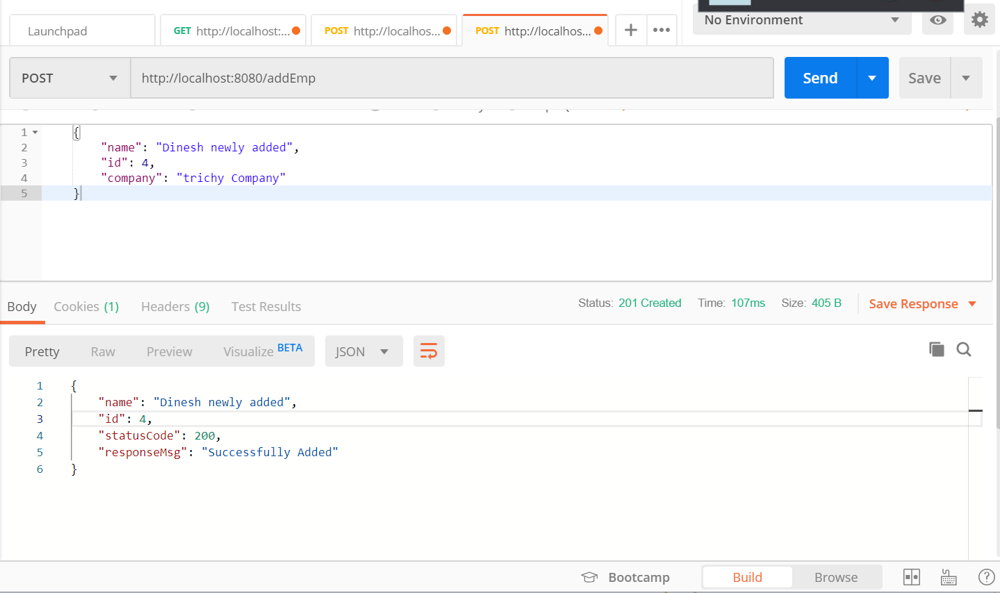 Launchpad
GET http://localhost:...
POST http://localhos...
POST http://localhos...
No Environment
POST
http://localhost:8080/addEmp
Send
Save
1 {
2 "name": "Dinesh newly added",
3 "id": 4,
4 "company": "trichy Company"
5 }
Body Cookies (1) Headers (9) Test Results
Status: 201 Created Time: 107ms Size: 405 B Save Response
Pretty Raw Preview Visualize BETA JSON
1 {
2 "name": "Dinesh newly added",
3 "id": 4,
4 "statusCode": 200,
5 "responseMsg": "Successfully Added"
6 }
Bootcamp Build Browse